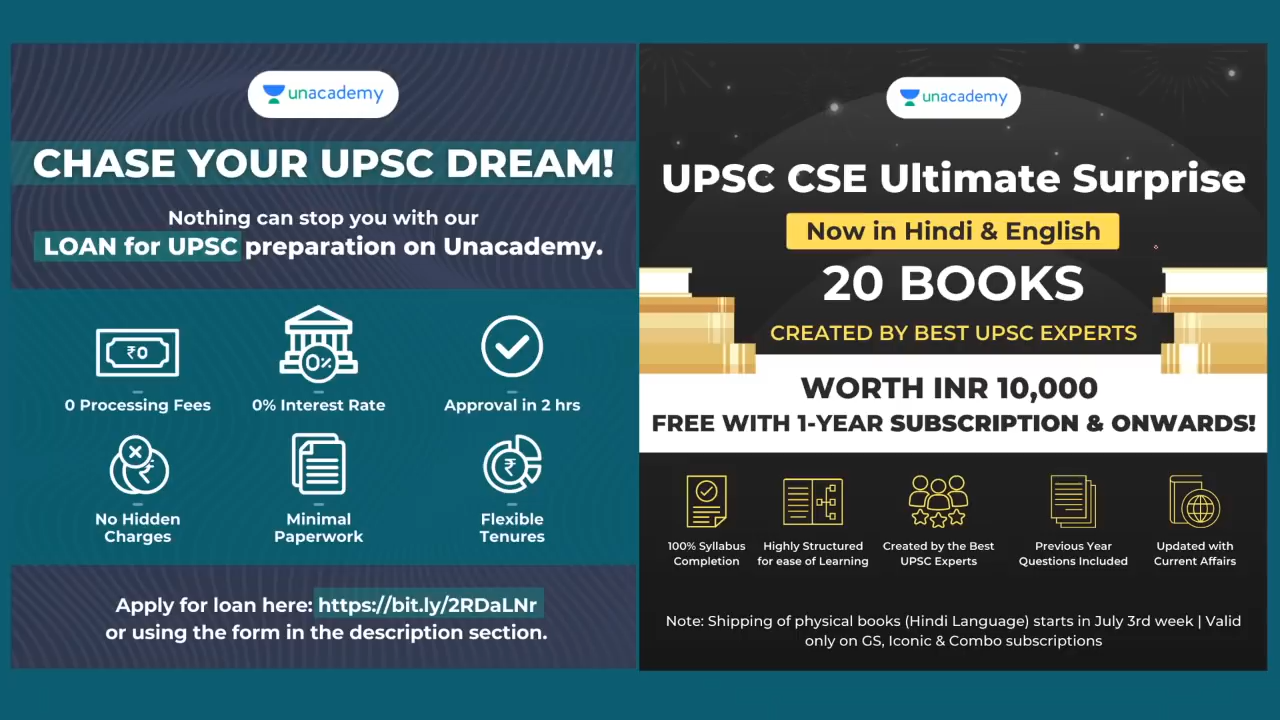 unacademy
CHASE YOUR UPSC DREAM!
Nothing can stop you with our
LOAN for UPSC preparation on Unacademy.
₹0
0%
0 Processing Fees
0% Interest Rate
Approval in 2 hrs
₹
₹
No Hidden
Charges
Minimal
Paperwork
Flexible
Tenures
Apply for loan here: https://bit.ly/2RDaLNr
or using the form in the description section.
unacademy
UPSC CSE Ultimate Surprise
Now in Hindi & English
20 BOOKS
CREATED BY BEST UPSC EXPERTS
WORTH INR 10,000
FREE WITH 1-YEAR SUBSCRIPTION & ONWARDS!
100% Syllabus
Completion
Highly Structured
for ease of Learning
Created by the Best
UPSC Experts
Previous Year
Questions Included
Updated with
Current Affairs
Note: Shipping of physical books (Hindi Language) starts in July 3rd week | Valid
only on GS, Iconic & Combo subscriptions